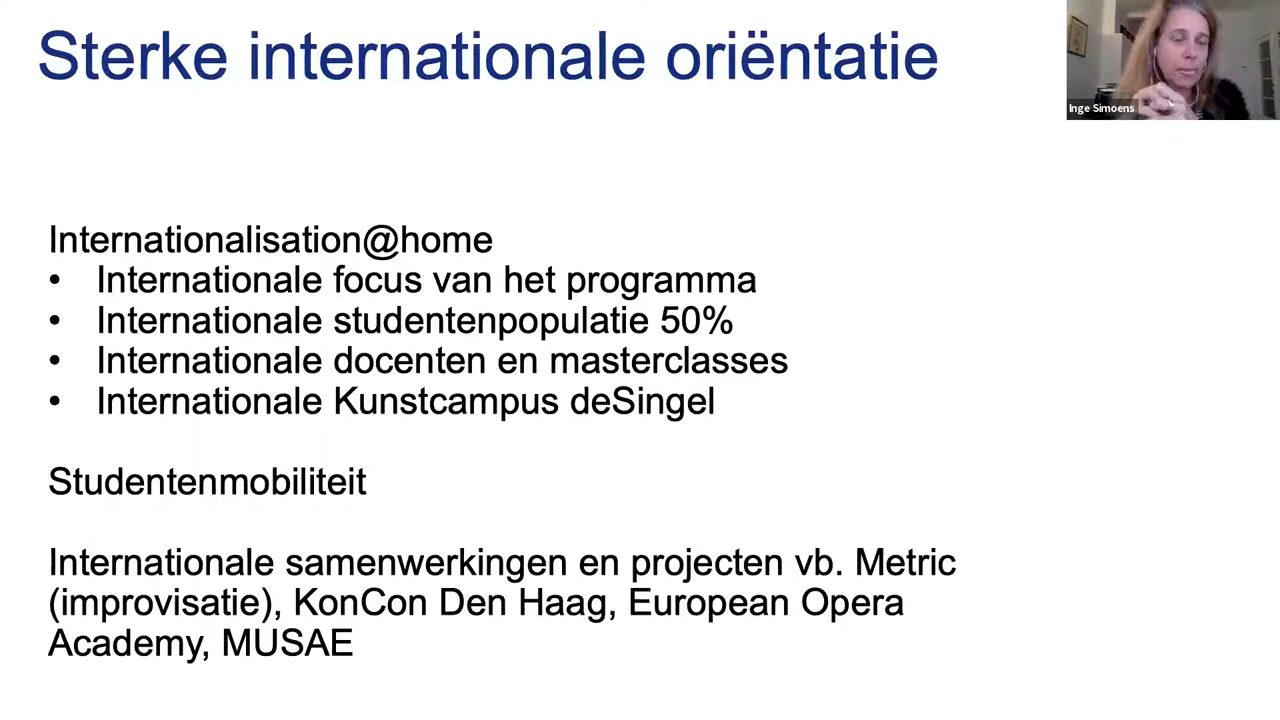 Sterke internationale oriëntatie
Inge Simoens
Internationalisation@home
• Internationale focus van het programma
• Internationale studentenpopulatie 50%
• Internationale docenten en masterclasses
• Internationale Kunstcampus deSingel
Studentenmobiliteit
Internationale samenwerkingen en projecten vb. Metric
(improvisatie), KonCon Den Haag, European Opera
Academy, MUSAE